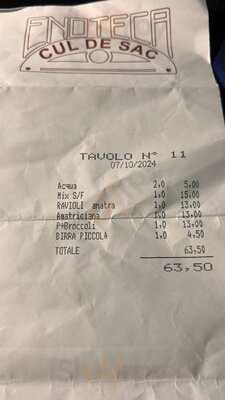 ENOTECA
CUL DE SAC
TAVOLO N° 11
07/10/2024
Acqua 2,0 5,00
Mix S/F 1,0 15,00
RAVIOLI amatra 1,0 13,00
Amatriciana 1,0 13,00
P+Broccoli 1,0 13,00
BIRRA PICCOLA 1,0 4,50
TOTALE 63,50
63,50